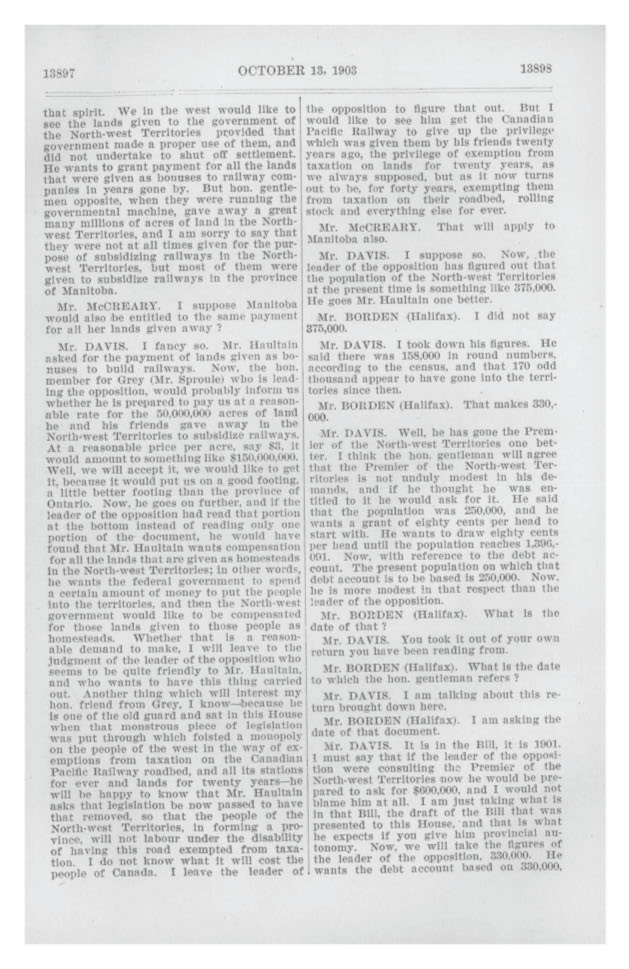 13897
OCTOBER 13, 1903
13898
that spirit. We in the west would like to
see the lands given to the government of
the North-west Territories provided that
government made a proper use of them, and
did not undertake to shut off settlement.
He wants to grant payment for all the lands
that were given as bonuses to railway com-
panies in years gone by. But hon. gentle-
men opposite, when they were running the
governmental machine, gave away a great
many millions of acres of land in the North-
west Territories, and I am sorry to say that
they were not at all times given for the pur-
pose of subsidizing railways in the North-
west Territories, but most of them were
given to subsidize railways in the province
of Manitoba.
Mr. McCREARY. I suppose Manitoba
would also be entitled to the same payment
for all her lands given away ?
Mr. DAVIS. I fancy so. Mr. Haultain
asked for the payment of lands given as bo-
nuses to build railways. Now, the hon.
member for Grey (Mr. Sproule) who is lead-
ing the opposition, would probably inform us
whether he is prepared to pay us at a reason-
able rate for the 50,000,000 acres of land
he and his friends gave away in the
North-west Territories to subsidize railways.
At a reasonable price per acre, say $3, it
would amount to something like $150,000,000.
Well, we will accept it, we would like to get
it, because it would put us on a good footing,
a little better footing than the province of
Ontario. Now, he goes on further, and if the
leader of the opposition had read that portion
at the bottom instead of reading only one
portion of the document, he would have
found that Mr. Haultain wants compensation
for all the lands that are given as homesteads
in the North-west Territories; in other words,
he wants the federal government to spend
a certain amount of money to put the people
into the territories, and then the North-west
government would like to be compensated
for those lands given to those people as
homesteads. Whether that is a reason-
able demand to make, I will leave to the
judgment of the leader of the opposition who
seems to be quite friendly to Mr. Haultain,
and who wants to have this thing carried
out. Another thing which will interest my
hon. friend from Grey, I know—because he
is one of the old guard and sat in this House
when that monstrous piece of legislation
was put through which foisted a monopoly
on the people of the west in the way of ex-
emptions from taxation on the Canadian
Pacific Railway roadbed, and all its stations
for ever and lands for twenty years—he
will be happy to know that Mr. Haultain
asks that legislation be now passed to have
that removed, so that the people of the
North-west Territories, in forming a pro-
vince, will not labour under the disability
of having this road exempted from taxa-
tion. I do not know what it will cost the
people of Canada. I leave the leader of
the opposition to figure that out. But I
would like to see him get the Canadian
Pacific Railway to give up the privilege
which was given them by his friends twenty
years ago, the privilege of exemption from
taxation on lands for twenty years, as
we always supposed, but as it now turns
out to be, for forty years, exempting them
from taxation on their roadbed, rolling
stock and everything else for ever.
Mr. McCREARY. That will apply to
Manitoba also.
Mr. DAVIS. I suppose so. Now, the
leader of the opposition has figured out that
the population of the North-west Territories
at the present time is something like 375,000.
He goes Mr. Haultain one better.
Mr. BORDEN (Halifax). I did not say
375,000.
Mr. DAVIS. I took down his figures. He
said there was 158,000 in round numbers,
according to the census, and that 170 odd
thousand appear to have gone into the terri-
tories since then.
Mr. BORDEN (Halifax). That makes 330,-
000.
Mr. DAVIS. Well, he has gone the Prem-
ier of the North-west Territories one bet-
ter. I think the hon. gentleman will agree
that the Premier of the North-west Ter-
ritories is not unduly modest in his de-
mands, and if he thought he was en-
titled to it he would ask for it. He said
that the population was 250,000, and he
wants a grant of eighty cents per head to
start with. He wants to draw eighty cents
per head until the population reaches 1,396,-
091. Now, with reference to the debt ac-
count. The present population on which that
debt account is to be based is 250,000. Now,
he is more modest in that respect than the
leader of the opposition.
Mr. BORDEN (Halifax). What is the
date of that ?
Mr. DAVIS. You took it out of your own
return you have been reading from.
Mr. BORDEN (Halifax). What is the date
to which the hon. gentleman refers ?
Mr. DAVIS. I am talking about this re-
turn brought down here.
Mr. BORDEN (Halifax). I am asking the
date of that document.
Mr. DAVIS. It is in the Bill, it is 1901.
I must say that if the leader of the opposi-
tion were consulting the Premier of the
North-west Territories now he would be pre-
pared to ask for $600,000, and I would not
blame him at all. I am just taking what is
in that Bill, the draft of the Bill that was
presented to this House, and that is what
he expects if you give him provincial au-
tonomy. Now, we will take the figures of
the leader of the opposition, 330,000. He
wants the debt account based on 330,000,